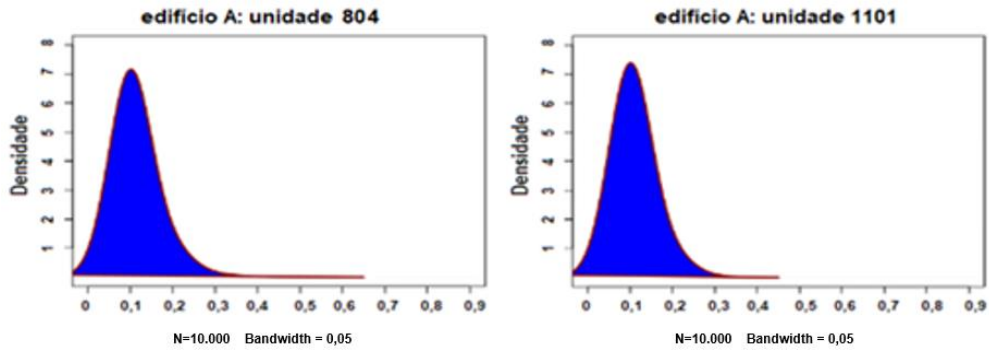 edifício A: unidade 804
Densidade
8
7
6
5
4
3
2
1
0 0,1 0,2 0,3 0,4 0,5 0,6 0,7 0,8 0,9
N=10.000 Bandwidth = 0,05
edifício A: unidade 1101
Densidade
8
7
6
5
4
3
2
1
0 0,1 0,2 0,3 0,4 0,5 0,6 0,7 0,8 0,9
N=10.000 Bandwidth = 0,05